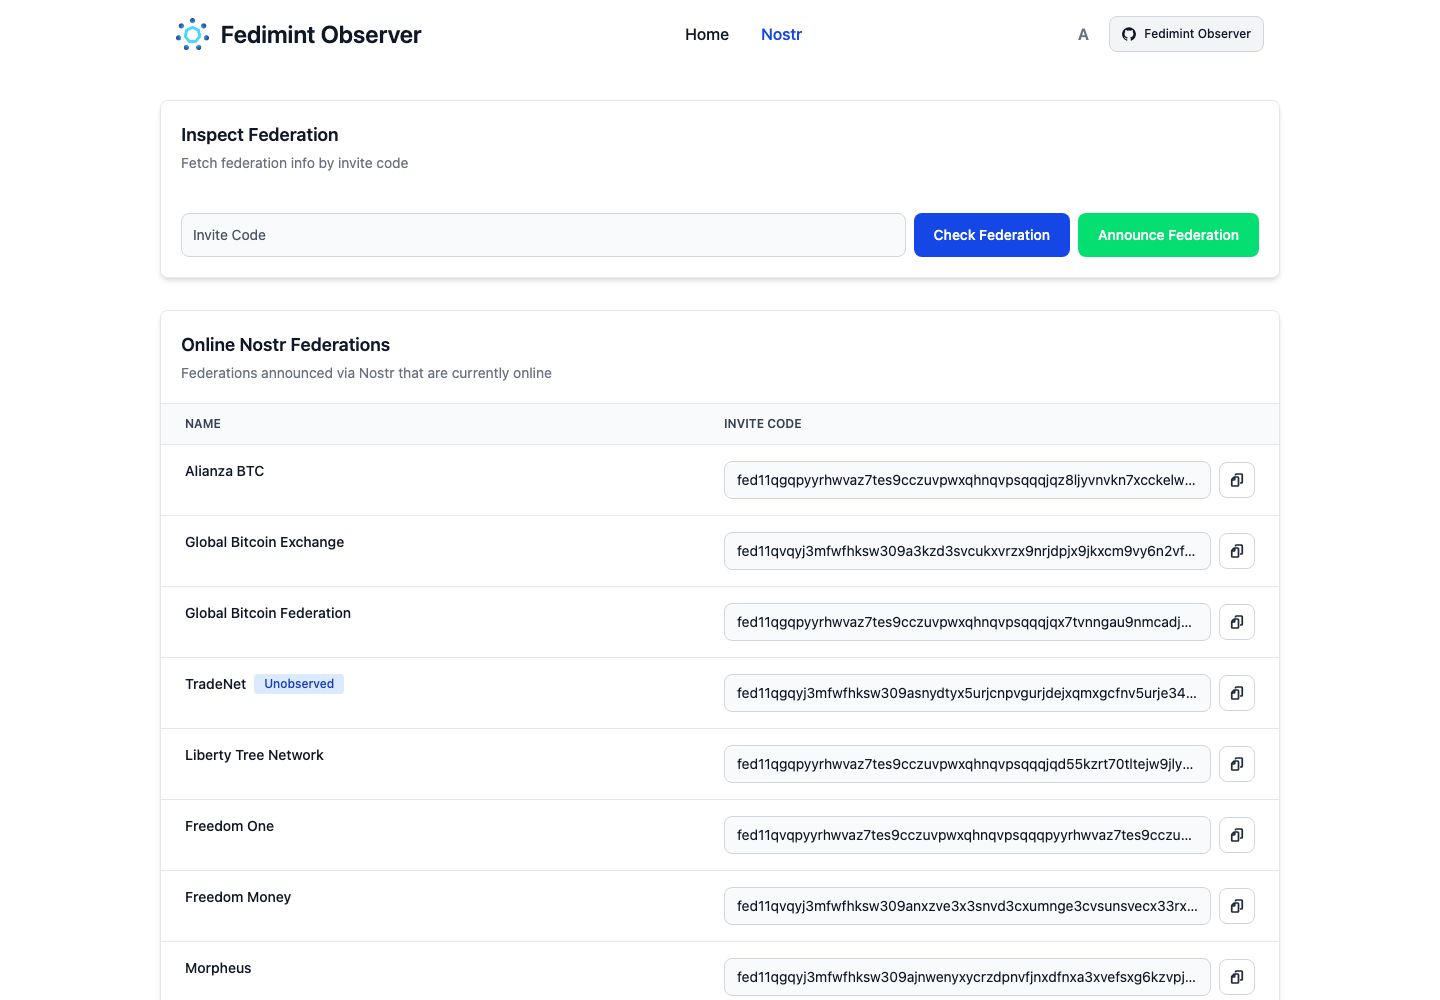 Fedimint Observer
Home Nostr
A Fedimint Observer
Inspect Federation
Fetch federation info by invite code
Invite Code Check Federation Announce Federation
Online Nostr Federations
Federations announced via Nostr that are currently online
NAME INVITE CODE
Alianza BTC fed11qgqpyyrhwvaz7tes9cczuvpwxqhnqvpsqqqjqz8ljyvnvkn7xcckelw...
Global Bitcoin Exchange fed11qvqyj3mfwfhksw309a3kzd3svcukxvrzx9nrjdpjx9jkxcm9vy6n2vf...
Global Bitcoin Federation fed11qgqpyyrhwvaz7tes9cczuvpwxqhnqvpsqqqjqx7tvnngau9nmcadj...
TradeNet Unobserved fed11qgqyj3mfwfhksw309asnydtyx5urjcnpvgurjdejxqmxgcfnv5urje34...
Liberty Tree Network fed11qgqpyyrhwvaz7tes9cczuvpwxqhnqvpsqqqjqd55kzrt70tltejw9jly...
Freedom One fed11qvqpyyrhwvaz7tes9cczuvpwxqhnqvpsqqqpyyrhwvaz7tes9cczu...
Freedom Money fed11qvqyj3mfwfhksw309anxzve3x3snvd3cxumnge3cvsunsvecx33rx...
Morpheus fed11qgqyj3mfwfhksw309ajnwenyxycrzdpnvfjnxdfnxa3xvefsxg6kzvpj...